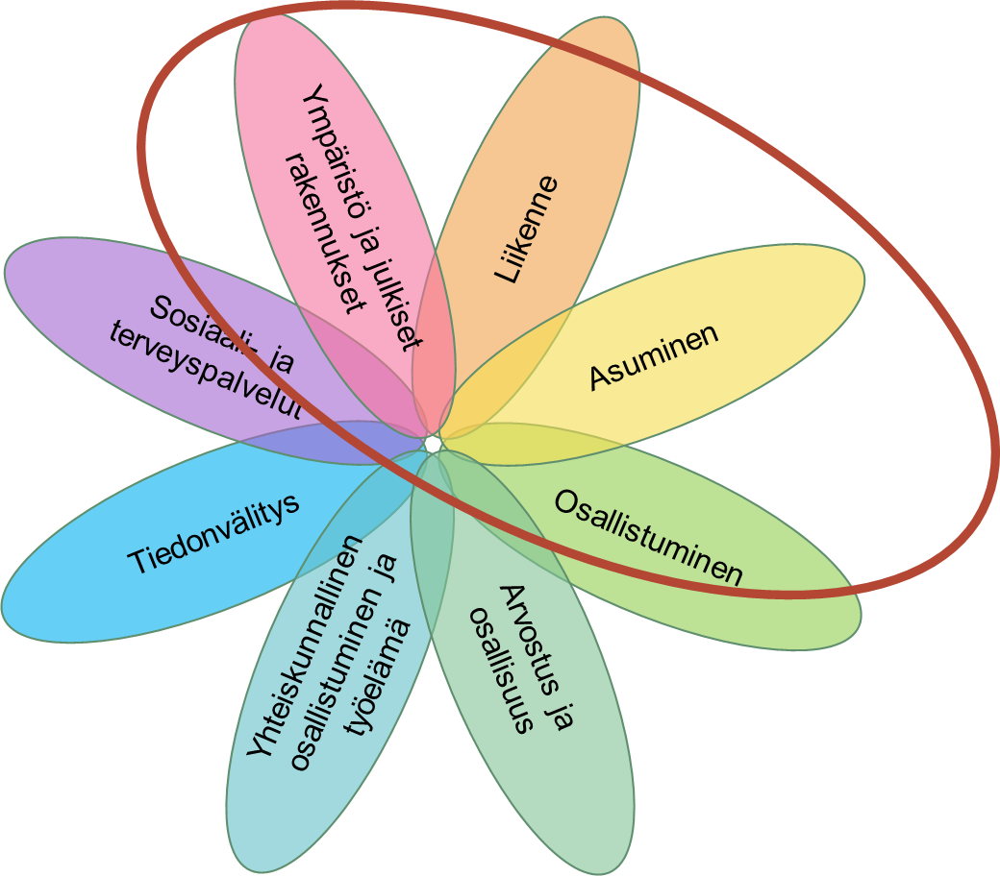 Ympäristö ja julkiset
rakennukset
Liikenne
Asuminen
Osallistuminen
Arvostus ja
osallisuus
Yhteiskunnallinen
osallistuminen ja
työelämä
Tiedonvälitys
Sosiaali- ja
terveyspalvelut